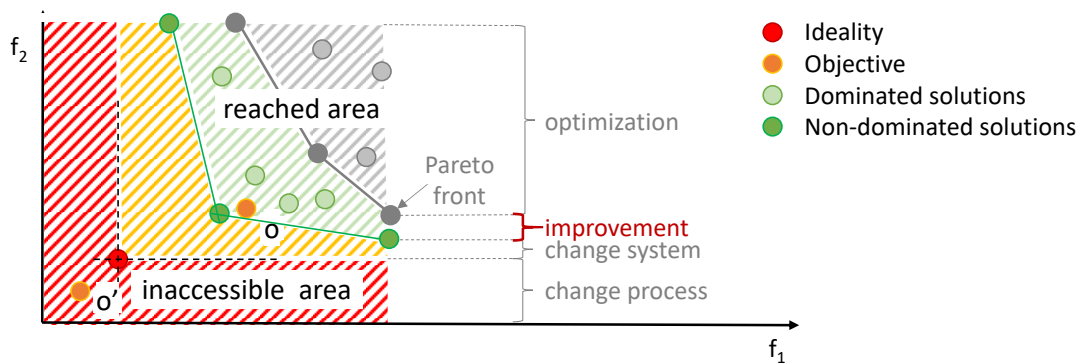 f2
reached area
optimization
Pareto
front
o
improvement
change system
o'
inaccessible area
change process
f1
Ideality
Objective
Dominated solutions
Non-dominated solutions